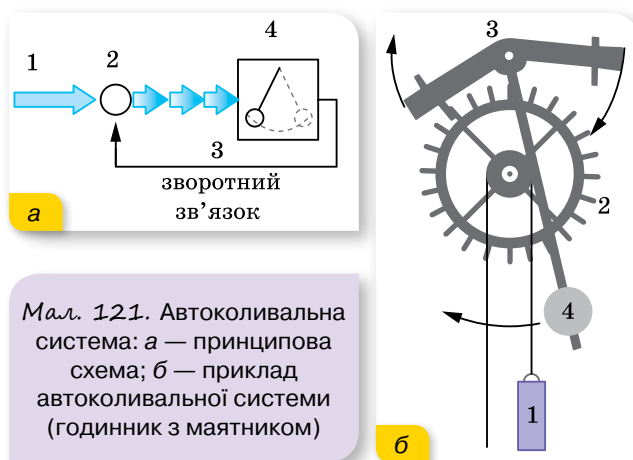 1
2
4
3
зворотний
зв’язок
а
Мал. 121. Автоколивальна
система: а — принципова
схема; б — приклад
автоколивальної системи
(годинник з маятником)
3
2
4
1
б